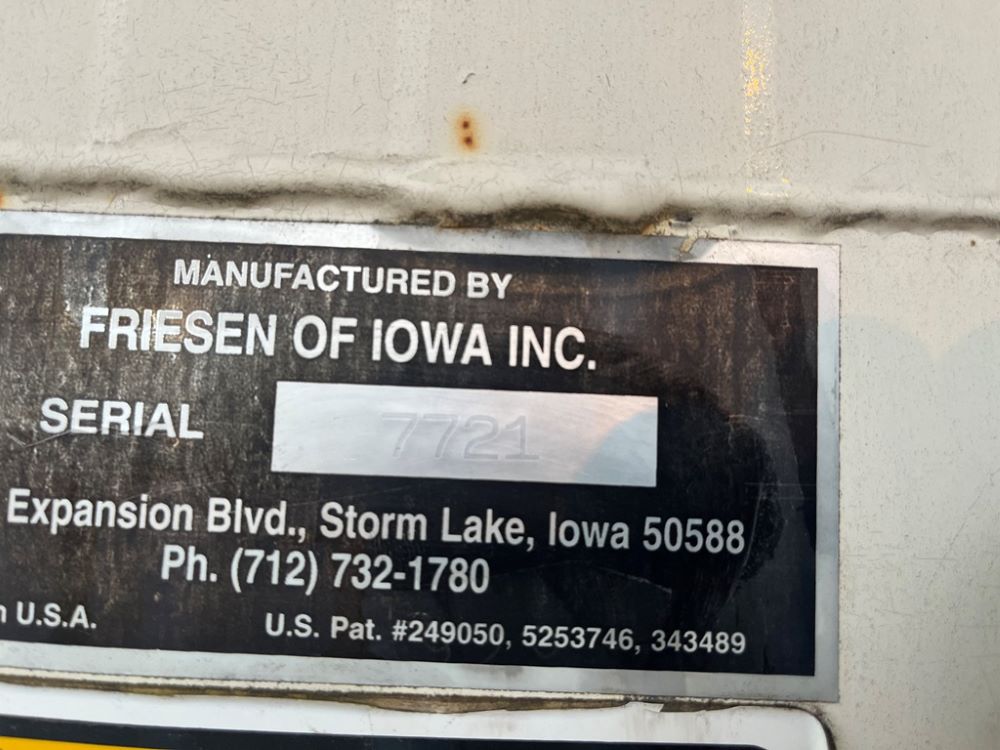 MANUFACTURED BY
FRIESEN OF IOWA INC.
SERIAL 7721
Expansion Blvd., Storm Lake, Iowa 50588
Ph. (712) 732-1780
U.S.A.
U.S. Pat. #249050, 5253746, 343489